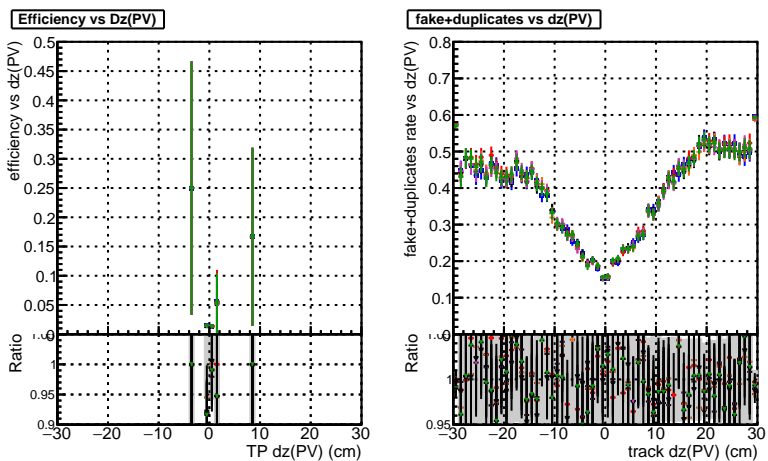 Efficiency vs Dz(PV)
efficiency vs dz(PV)
0.5
0.45
0.4
0.35
0.3
0.25
0.2
0.15
0.1
0.05
Ratio
1
0.95
0.9
−30 −20 −10 0 10 20 30
TP dz(PV) (cm)
fake+duplicates vs dz(PV)
fake+duplicates rate vs dz(PV)
0.8
0.7
0.6
0.5
0.4
0.3
0.2
0.1
Ratio
1
0.95
−30 −20 −10 0 10 20 30
track dz(PV) (cm)